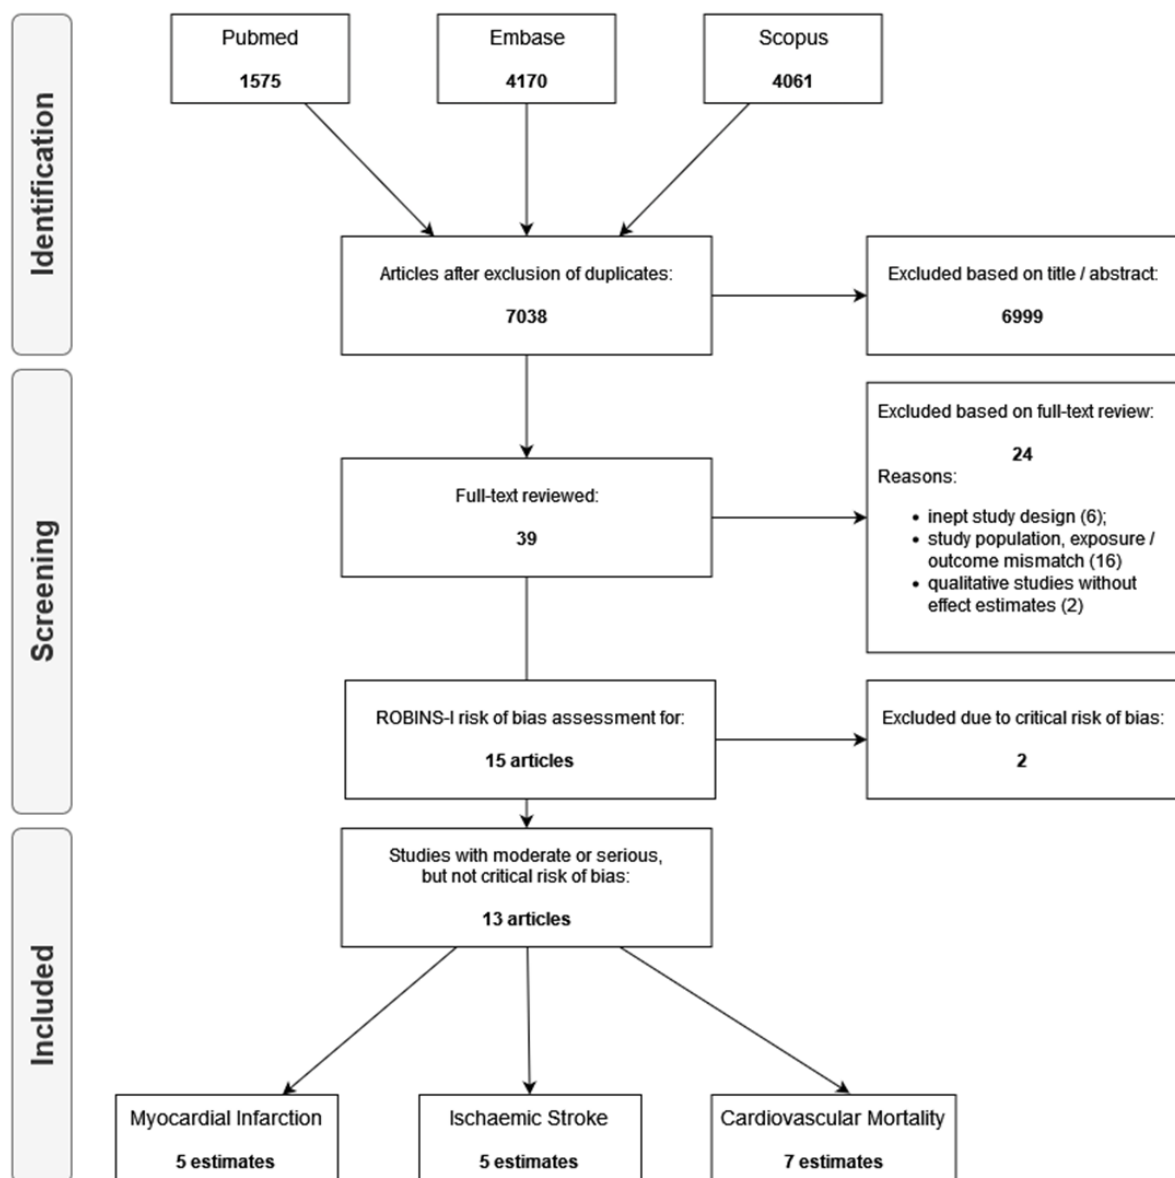 Identification
Pubmed
1575
Embase
4170
Scopus
4061
Articles after exclusion of duplicates:
7038
Excluded based on title / abstract:
6999
Screening
Full-text reviewed:
39
Excluded based on full-text review:
24
Reasons:
• inept study design (6);
• study population, exposure /
outcome mismatch (16)
• qualitative studies without
effect estimates (2)
ROBINS-I risk of bias assessment for:
15 articles
Excluded due to critical risk of bias:
2
Included
Studies with moderate or serious,
but not critical risk of bias:
13 articles
Myocardial Infarction
5 estimates
Ischaemic Stroke
5 estimates
Cardiovascular Mortality
7 estimates